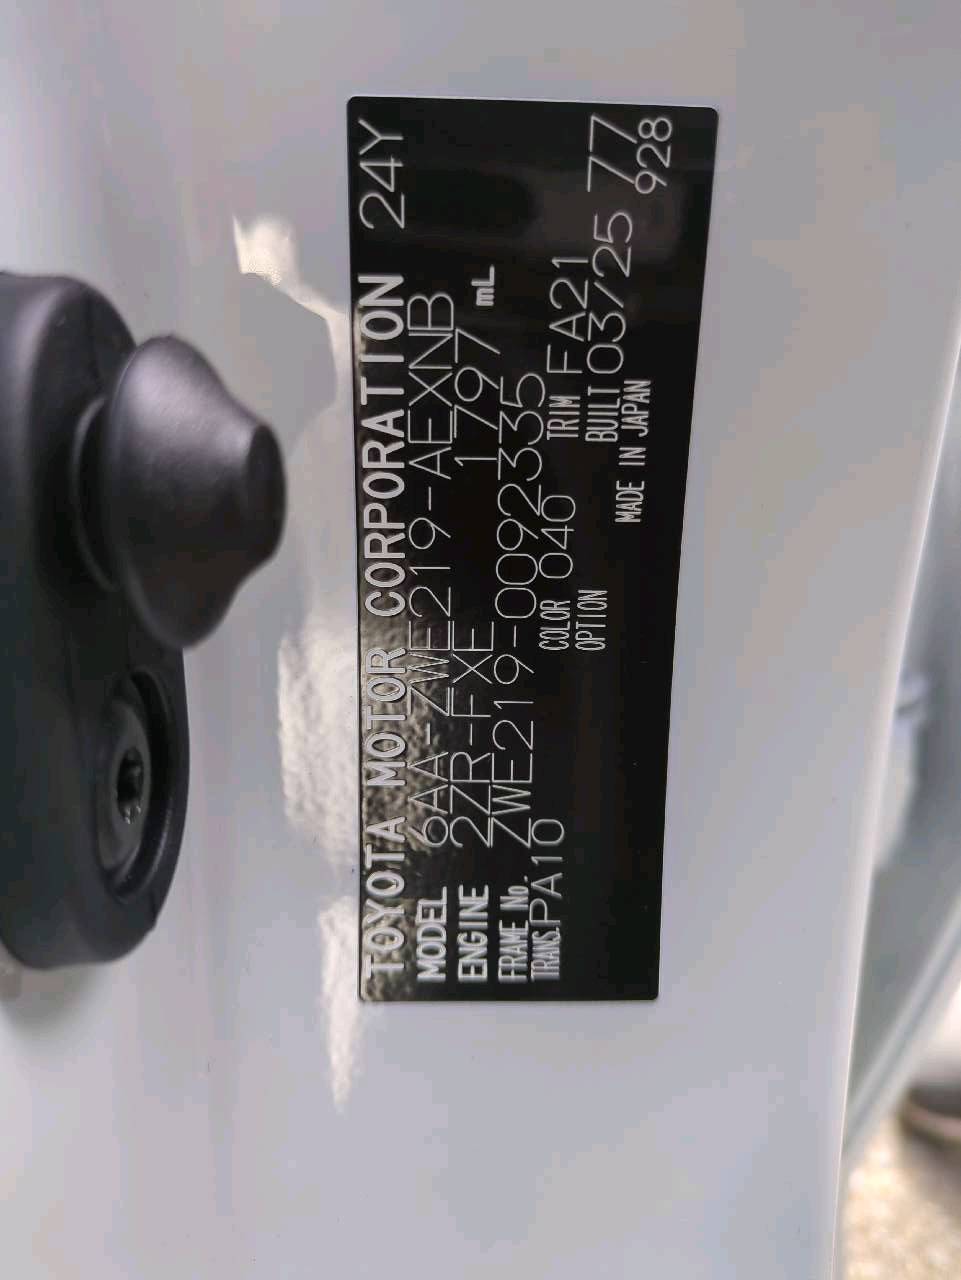 TOYOTA MOTOR CORPORATION 24Y
MODEL 6AA-ZWE219-AEXNB
ENGINE 2ZR-FXE 1797 mL
FRAME No. ZWE219-0092335
TRANS. PA10 COLOR 040 TRIM FA21
OPTION BUILT 03/25 77
MADE IN JAPAN 928